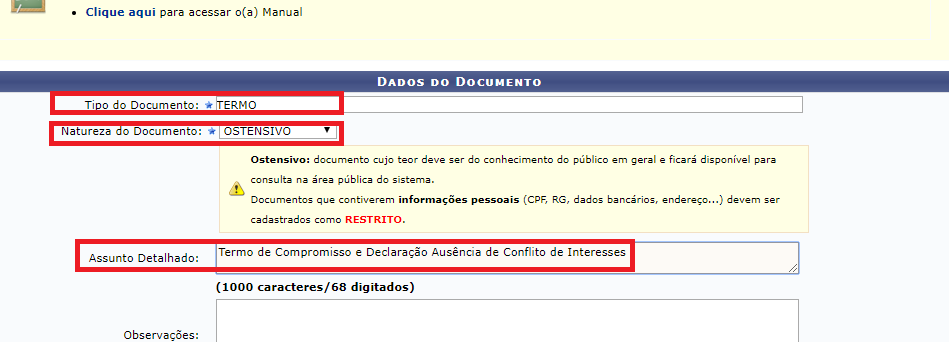 • Clique aqui para acessar o(a) Manual
DADOS DO DOCUMENTO
Tipo do Documento: TERMO
Natureza do Documento: OSTENSIVO
Ostensivo: documento cujo teor deve ser do conhecimento do público em geral e ficará disponível para
consulta na área pública do sistema.
Documentos que contiverem informações pessoais (CPF, RG, dados bancários, endereço...) devem ser
cadastrados como RESTRITO.
Assunto Detalhado: Termo de Compromisso e Declaração Ausência de Conflito de Interesses
(1000 caracteres/68 digitados)
Observações: